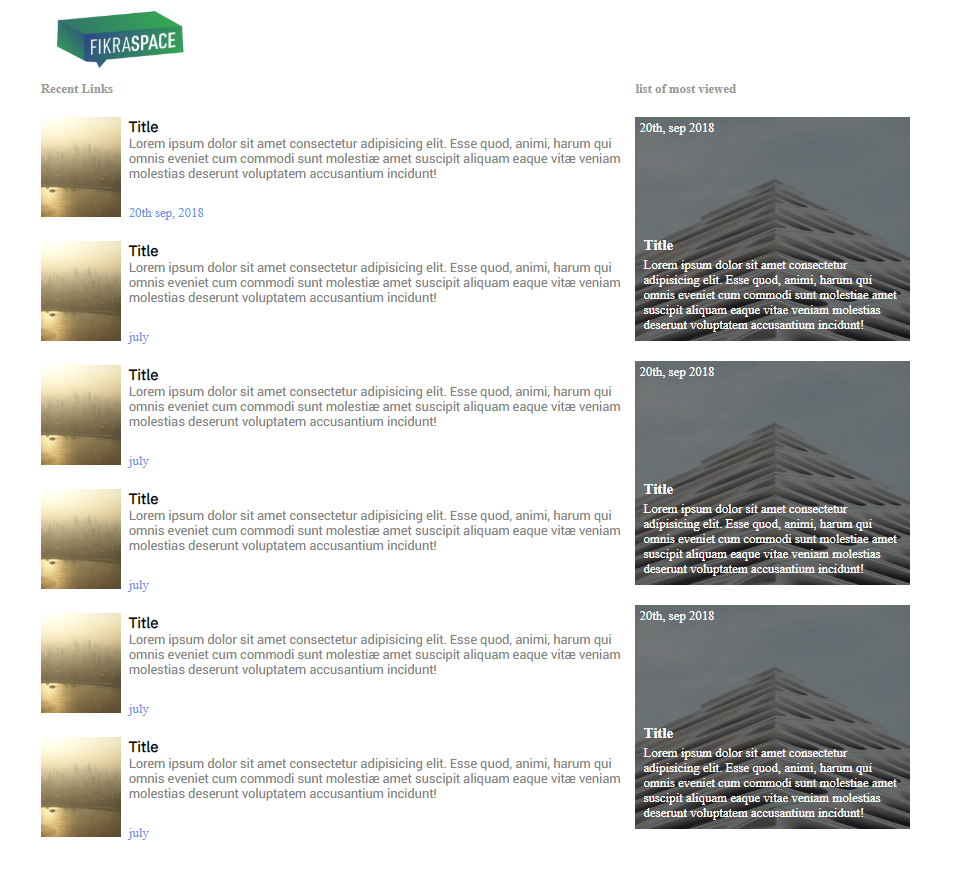 FIKRASPACE
Recent Links
Title
Lorem ipsum dolor sit amet consectetur adipisicing elit. Esse quod, animi, harum qui
omnis eveniet cum commodi sunt molestiæ amet suscipit aliquam eaque vitæ veniam
molestias deserunt voluptatem accusantium incidunt!
20th sep, 2018
Title
Lorem ipsum dolor sit amet consectetur adipisicing elit. Esse quod, animi, harum qui
omnis eveniet cum commodi sunt molestiæ amet suscipit aliquam eaque vitæ veniam
molestias deserunt voluptatem accusantium incidunt!
july
Title
Lorem ipsum dolor sit amet consectetur adipisicing elit. Esse quod, animi, harum qui
omnis eveniet cum commodi sunt molestiæ amet suscipit aliquam eaque vitæ veniam
molestias deserunt voluptatem accusantium incidunt!
july
Title
Lorem ipsum dolor sit amet consectetur adipisicing elit. Esse quod, animi, harum qui
omnis eveniet cum commodi sunt molestiæ amet suscipit aliquam eaque vitæ veniam
molestias deserunt voluptatem accusantium incidunt!
july
Title
Lorem ipsum dolor sit amet consectetur adipisicing elit. Esse quod, animi, harum qui
omnis eveniet cum commodi sunt molestiæ amet suscipit aliquam eaque vitæ veniam
molestias deserunt voluptatem accusantium incidunt!
july
Title
Lorem ipsum dolor sit amet consectetur adipisicing elit. Esse quod, animi, harum qui
omnis eveniet cum commodi sunt molestiæ amet suscipit aliquam eaque vitæ veniam
molestias deserunt voluptatem accusantium incidunt!
july
list of most viewed
20th, sep 2018
Title
Lorem ipsum dolor sit amet consectetur
adipisicing elit. Esse quod, animi, harum qui
omnis eveniet cum commodi sunt molestiae amet
suscipit aliquam eaque vitae veniam molestias
deserunt voluptatem accusantium incidunt!
20th, sep 2018
Title
Lorem ipsum dolor sit amet consectetur
adipisicing elit. Esse quod, animi, harum qui
omnis eveniet cum commodi sunt molestiae amet
suscipit aliquam eaque vitae veniam molestias
deserunt voluptatem accusantium incidunt!
20th, sep 2018
Title
Lorem ipsum dolor sit amet consectetur
adipisicing elit. Esse quod, animi, harum qui
omnis eveniet cum commodi sunt molestiae amet
suscipit aliquam eaque vitae veniam molestias
deserunt voluptatem accusantium incidunt!